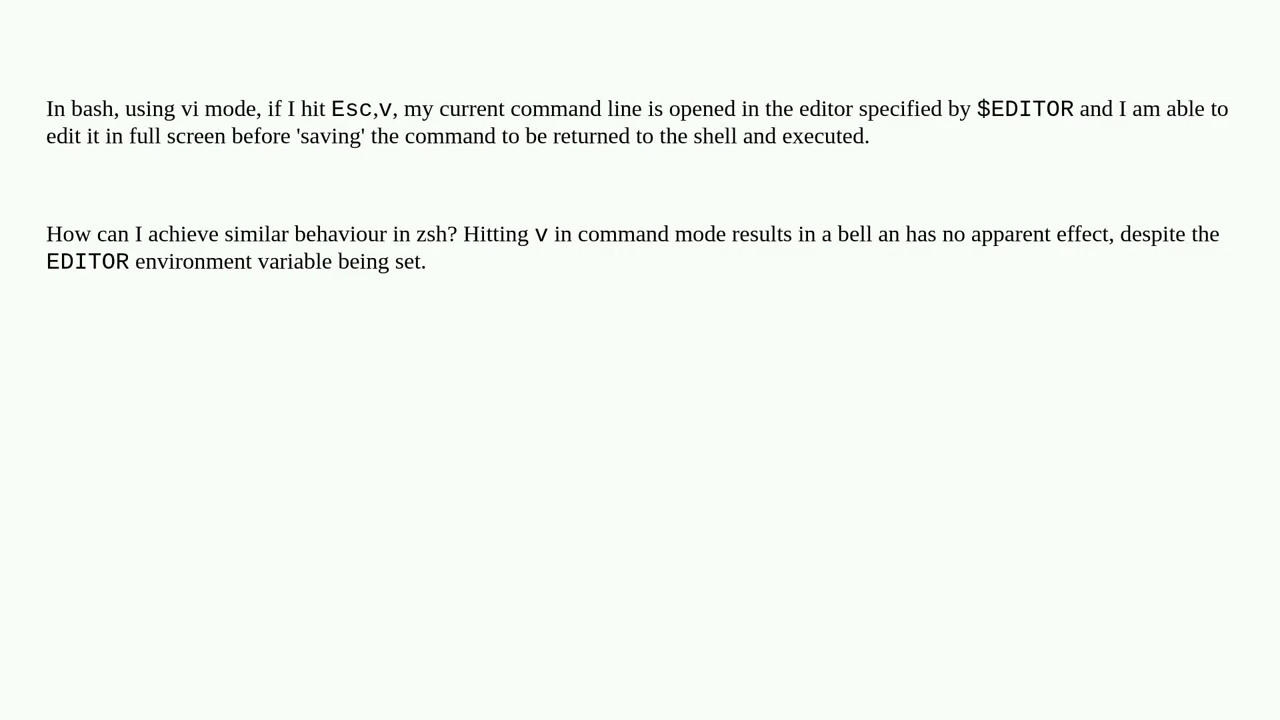 In bash, using vi mode, if I hit Esc,v, my current command line is opened in the editor specified by $EDITOR and I am able to
edit it in full screen before 'saving' the command to be returned to the shell and executed.
How can I achieve similar behaviour in zsh? Hitting v in command mode results in a bell an has no apparent effect, despite the
EDITOR environment variable being set.